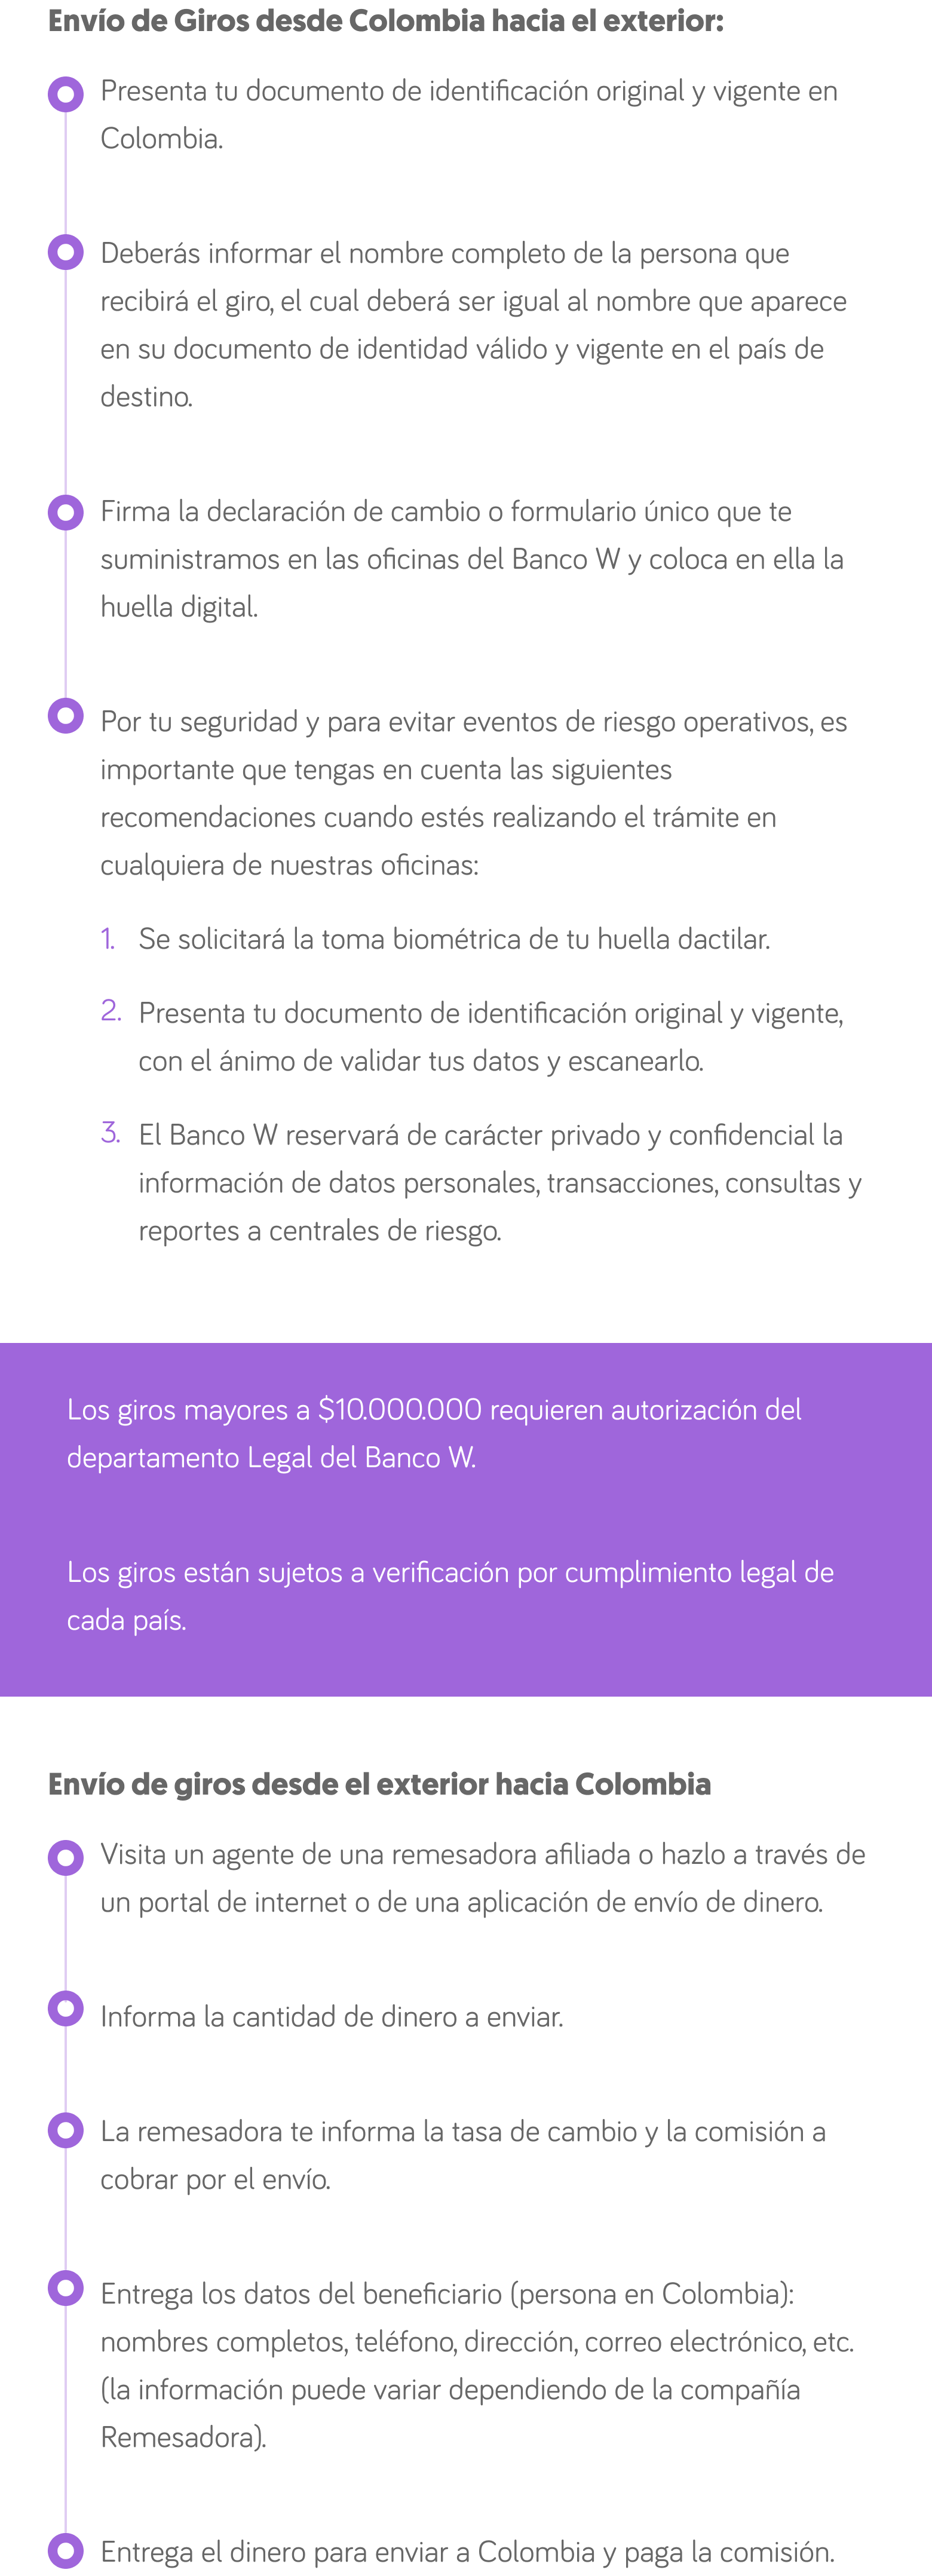 Envío de Giros desde Colombia hacia el exterior:
Presenta tu documento de identificación original y vigente en
Colombia.
Deberás informar el nombre completo de la persona que
recibirá el giro, el cual deberá ser igual al nombre que aparece
en su documento de identidad válido y vigente en el país de
destino.
Firma la declaración de cambio o formulario único que te
suministramos en las oficinas del Banco W y coloca en ella la
huella digital.
Por tu seguridad y para evitar eventos de riesgo operativos, es
importante que tengas en cuenta las siguientes
recomendaciones cuando estés realizando el trámite en
cualquiera de nuestras oficinas:
1. Se solicitará la toma biométrica de tu huella dactilar.
2. Presenta tu documento de identificación original y vigente,
con el ánimo de validar tus datos y escanearlo.
3. El Banco W reservará de carácter privado y confidencial la
información de datos personales, transacciones, consultas y
reportes a centrales de riesgo.
Los giros mayores a $10.000.000 requieren autorización del
departamento Legal del Banco W.
Los giros están sujetos a verificación por cumplimiento legal de
cada país.
Envío de giros desde el exterior hacia Colombia
Visita un agente de una remesadora afiliada o hazlo a través de
un portal de internet o de una aplicación de envío de dinero.
Informa la cantidad de dinero a enviar.
La remesadora te informa la tasa de cambio y la comisión a
cobrar por el envío.
Entrega los datos del beneficiario (persona en Colombia):
nombres completos, teléfono, dirección, correo electrónico, etc.
(la información puede variar dependiendo de la compañía
Remesadora).
Entrega el dinero para enviar a Colombia y paga la comisión.